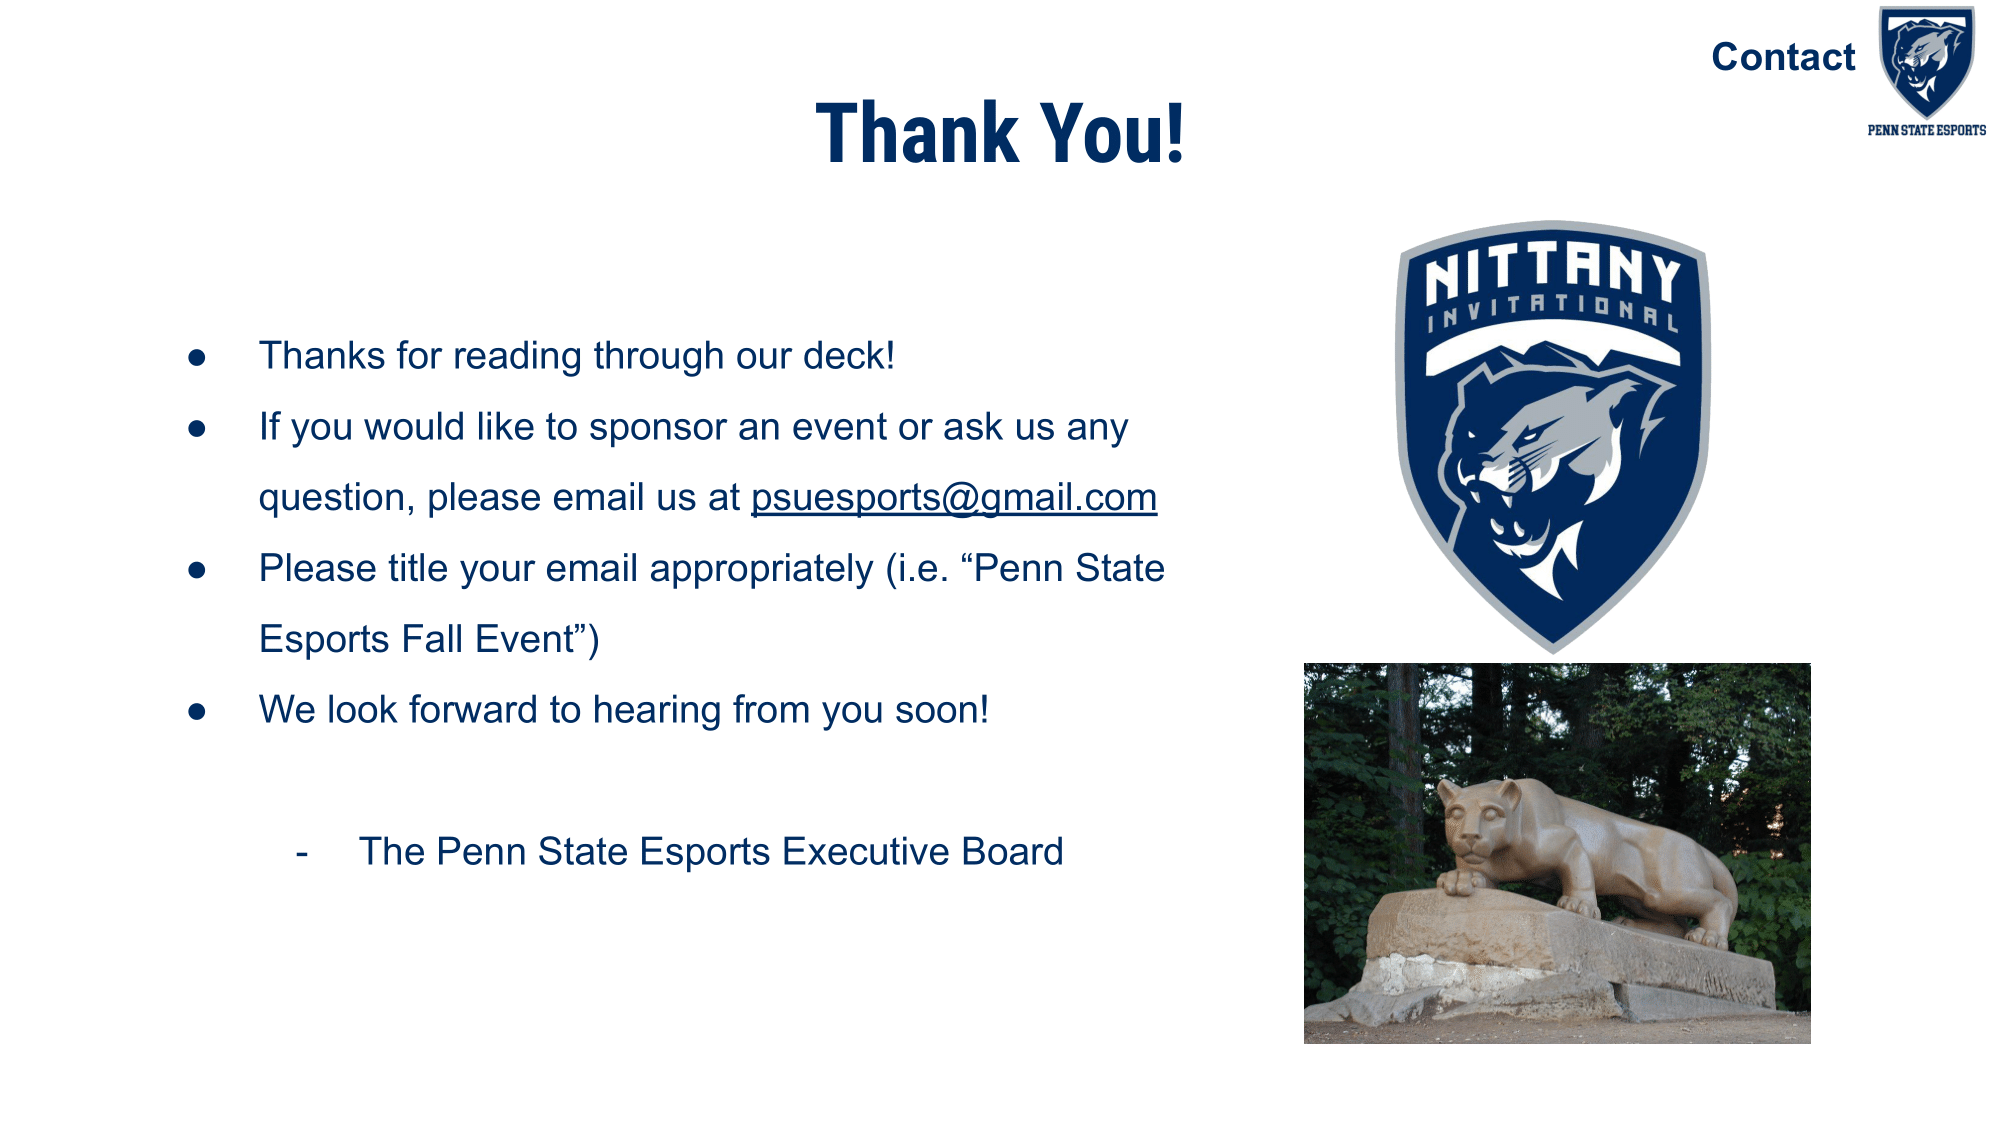 Contact
PENN STATE ESPORTS
Thank You!
NITTANY
INVITATIONAL
● Thanks for reading through our deck!
● If you would like to sponsor an event or ask us any
question, please email us at psuesports@gmail.com
● Please title your email appropriately (i.e. “Penn State
Esports Fall Event”)
● We look forward to hearing from you soon!
- The Penn State Esports Executive Board